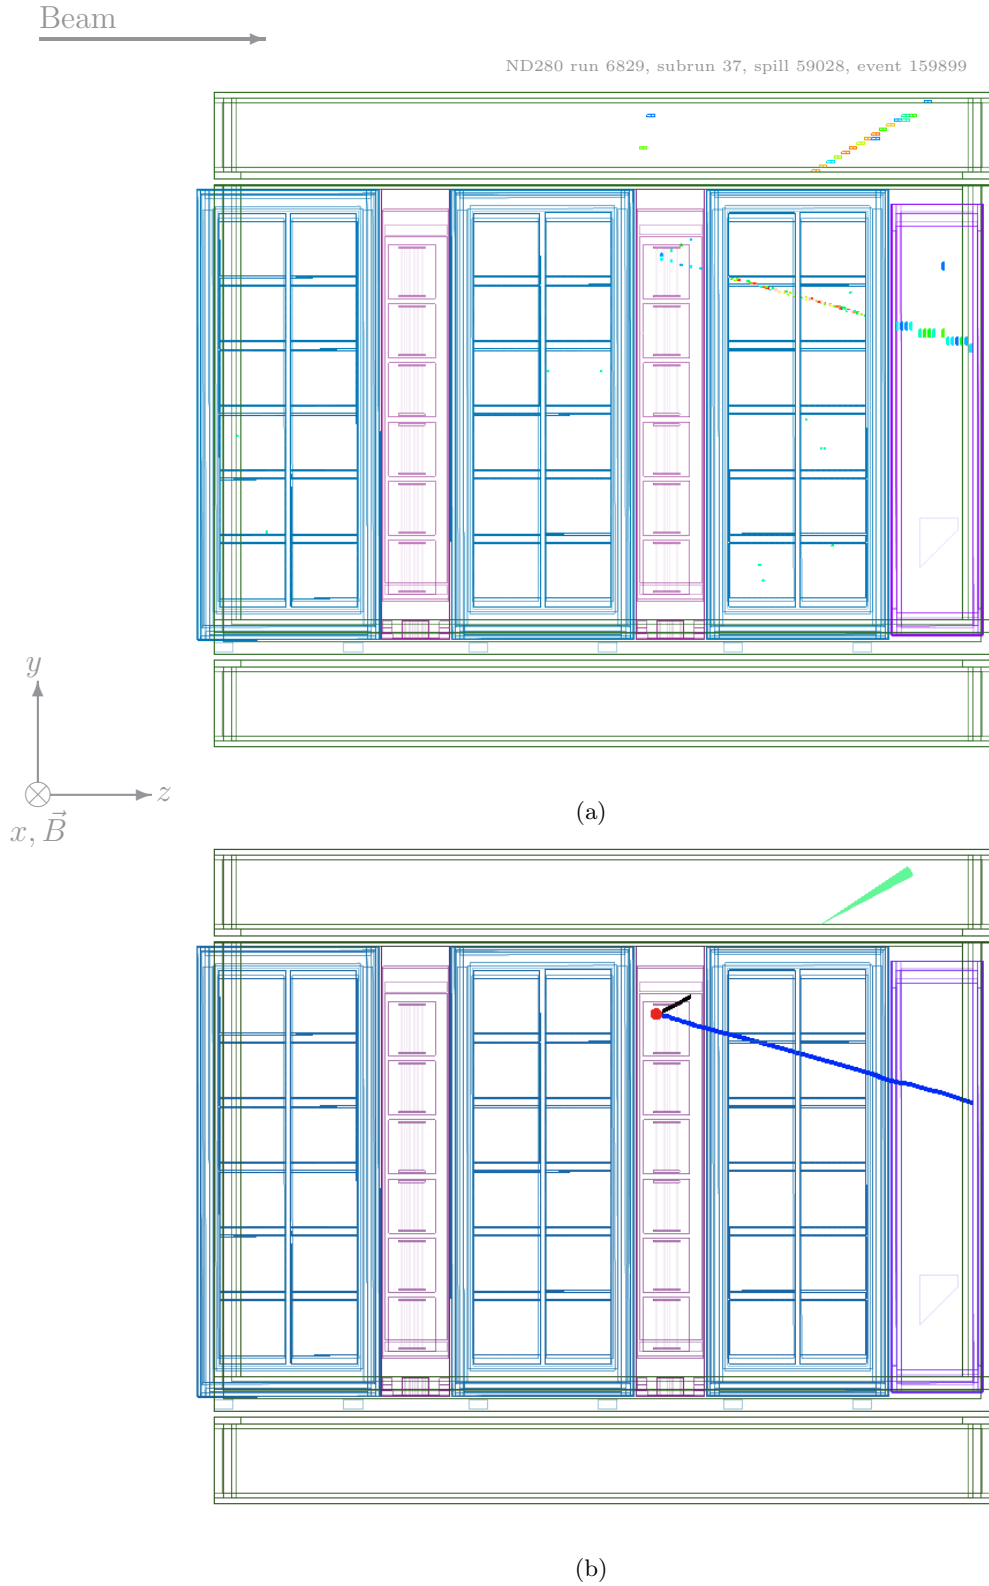 Beam
ND280 run 6829, subrun 37, spill 59028, event 159899
y
z
x, B⃗
(a)
(b)